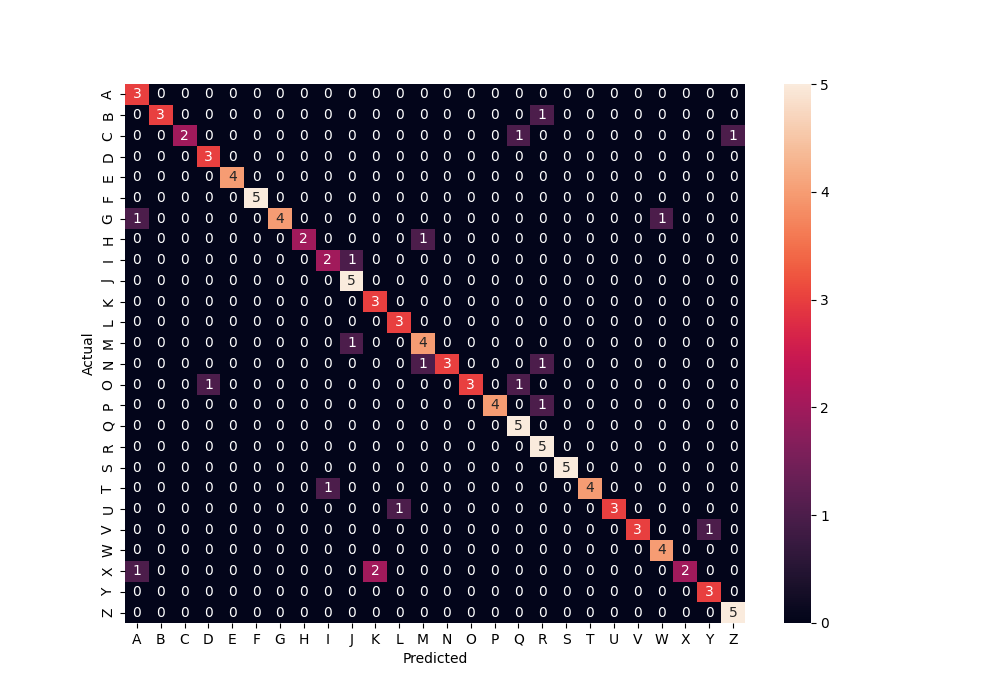 A 3 0 0 0 0 0 0 0 0 0 0 0 0 0 0 0 0 0 0 0 0 0 0 0 0 0 5
B 0 3 0 0 0 0 0 0 0 0 0 0 0 0 0 0 0 1 0 0 0 0 0 0 0 0
C 0 0 2 0 0 0 0 0 0 0 0 0 0 0 0 0 1 0 0 0 0 0 0 0 0 1
D 0 0 0 3 0 0 0 0 0 0 0 0 0 0 0 0 0 0 0 0 0 0 0 0 0 0
E 0 0 0 0 4 0 0 0 0 0 0 0 0 0 0 0 0 0 0 0 0 0 0 0 0 0
F 0 0 0 0 0 5 0 0 0 0 0 0 0 0 0 0 0 0 0 0 0 0 0 0 0 0 4
G 1 0 0 0 0 0 4 0 0 0 0 0 0 0 0 0 0 0 0 0 0 0 1 0 0 0
H 0 0 0 0 0 0 0 2 0 0 0 0 1 0 0 0 0 0 0 0 0 0 0 0 0 0
I 0 0 0 0 0 0 0 0 2 1 0 0 0 0 0 0 0 0 0 0 0 0 0 0 0 0
J 0 0 0 0 0 0 0 0 0 5 0 0 0 0 0 0 0 0 0 0 0 0 0 0 0 0
K 0 0 0 0 0 0 0 0 0 0 3 0 0 0 0 0 0 0 0 0 0 0 0 0 0 0 3
L 0 0 0 0 0 0 0 0 0 0 0 3 0 0 0 0 0 0 0 0 0 0 0 0 0 0
Actual
M 0 0 0 0 0 0 0 0 0 1 0 0 4 0 0 0 0 0 0 0 0 0 0 0 0 0
N 0 0 0 0 0 0 0 0 0 0 0 0 1 3 0 0 0 1 0 0 0 0 0 0 0 0
O 0 0 0 1 0 0 0 0 0 0 0 0 0 0 3 0 1 0 0 0 0 0 0 0 0 0
P 0 0 0 0 0 0 0 0 0 0 0 0 0 0 0 4 0 1 0 0 0 0 0 0 0 0 2
Q 0 0 0 0 0 0 0 0 0 0 0 0 0 0 0 0 5 0 0 0 0 0 0 0 0 0
R 0 0 0 0 0 0 0 0 0 0 0 0 0 0 0 0 0 5 0 0 0 0 0 0 0 0
S 0 0 0 0 0 0 0 0 0 0 0 0 0 0 0 0 0 0 5 0 0 0 0 0 0 0
T 0 0 0 0 0 0 0 0 1 0 0 0 0 0 0 0 0 0 0 4 0 0 0 0 0 0
U 0 0 0 0 0 0 0 0 0 0 0 1 0 0 0 0 0 0 0 0 3 0 0 0 0 0 1
V 0 0 0 0 0 0 0 0 0 0 0 0 0 0 0 0 0 0 0 0 0 3 0 0 1 0
W 0 0 0 0 0 0 0 0 0 0 0 0 0 0 0 0 0 0 0 0 0 0 4 0 0 0
X 1 0 0 0 0 0 0 0 0 0 2 0 0 0 0 0 0 0 0 0 0 0 0 2 0 0
Y 0 0 0 0 0 0 0 0 0 0 0 0 0 0 0 0 0 0 0 0 0 0 0 0 3 0
Z 0 0 0 0 0 0 0 0 0 0 0 0 0 0 0 0 0 0 0 0 0 0 0 0 0 5 0
A B C D E F G H I J K L M N O P Q R S T U V W X Y Z
Predicted